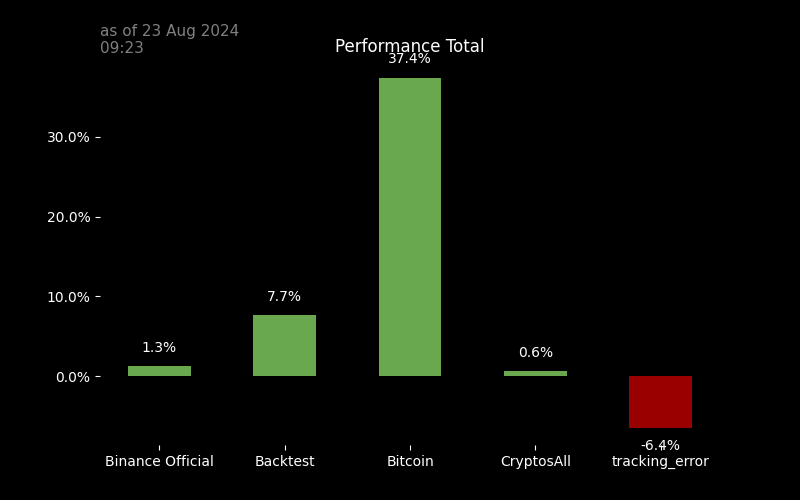 as of 23 Aug 2024
09:23
Performance Total
37.4%
30.0%
20.0%
10.0%
7.7%
1.3%
0.6%
0.0%
-6.4%
Binance Official
Backtest
Bitcoin
CryptosAll
tracking_error